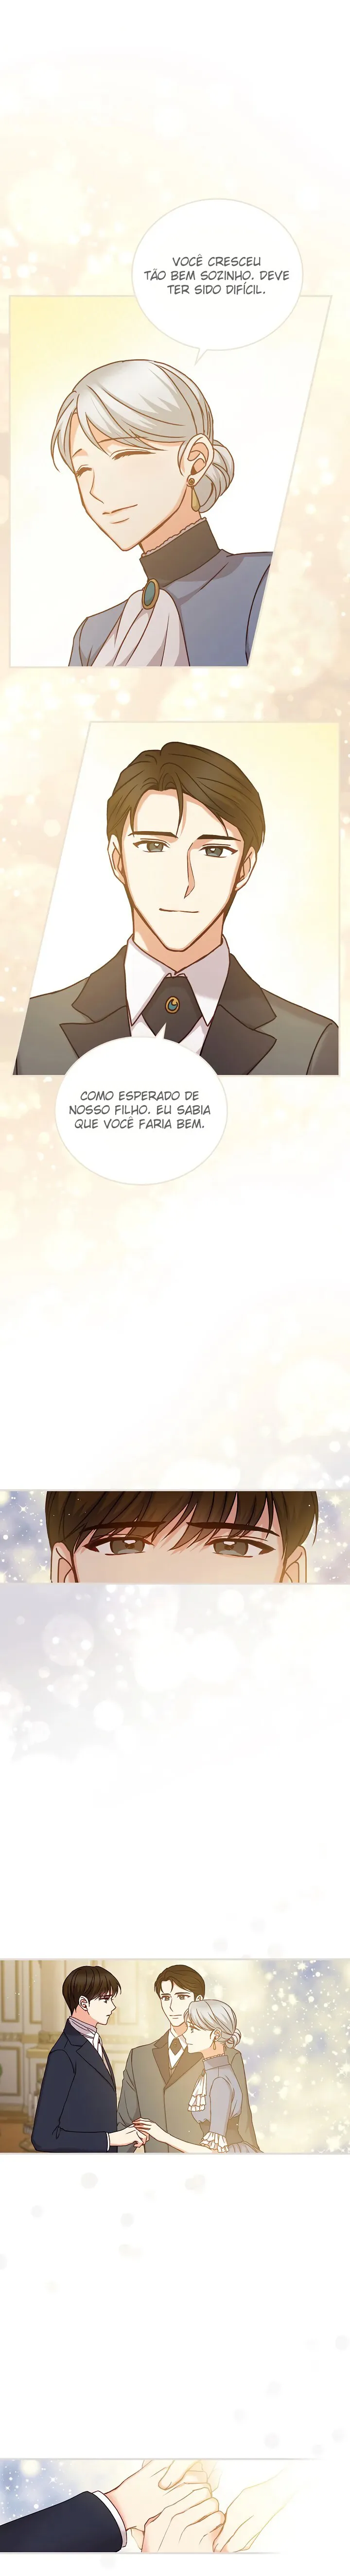 VOCÊ CRESCEU
TÃO BEM SOZINHO. DEVE
TER SIDO DIFÍCIL.
COMO ESPERADO DE
NOSSO FILHO. EU SABIA
QUE VOCÊ FARIA BEM.